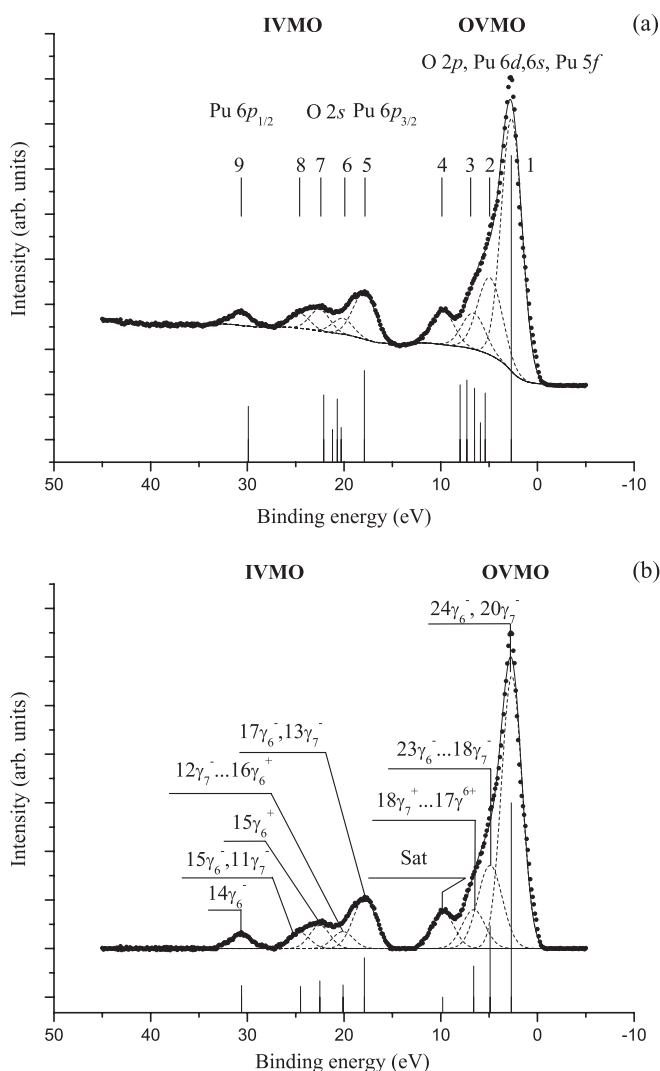 (a)
IVMO OVMO
O 2p, Pu 6d,6s, Pu 5f
Pu 6p1/2 O 2s Pu 6p3/2
9 8 7 6 5 4 3 2 1
Intensity (arb. units)
50 40 30 20 10 0 -10
Binding energy (eV)
(b)
IVMO OVMO
24γ6-, 20γ7-
17γ6-,13γ7-
23γ6-...18γ7-
12γ7-...16γ6+
18γ7+...17γ6+
15γ6+
Sat
15γ6-,11γ7-
14γ6-
Intensity (arb. units)
50 40 30 20 10 0 -10
Binding energy (eV)